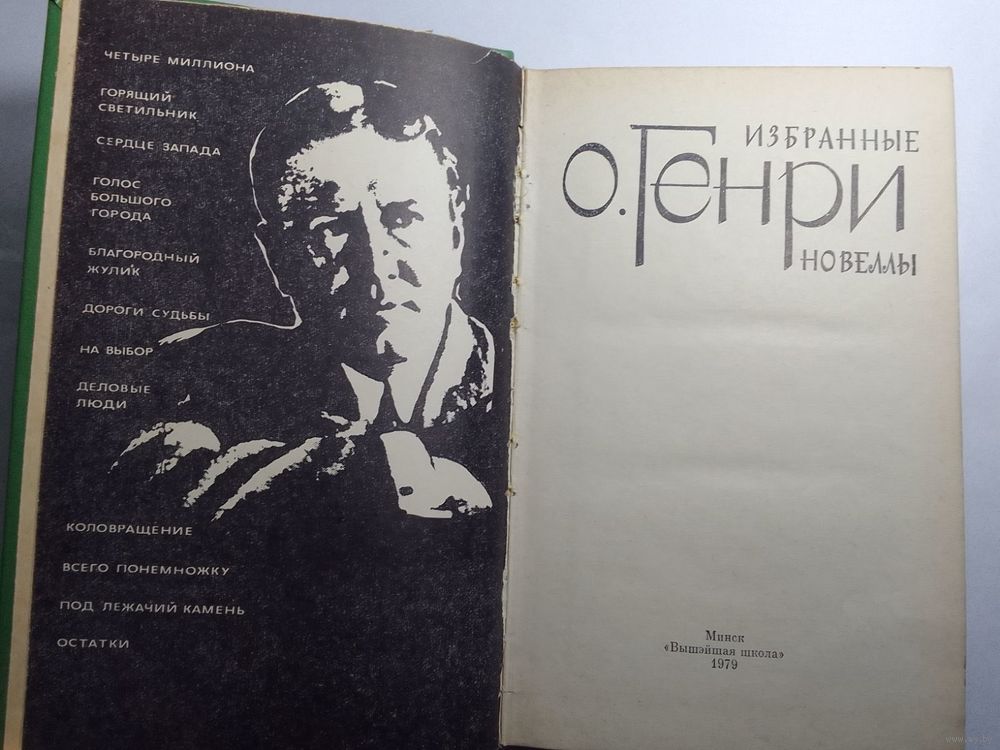 ЧЕТЫРЕ МИЛЛИОНА
ГОРЯЩИЙ
СВЕТИЛЬНИК
СЕРДЦЕ ЗАПАДА
ГОЛОС
БОЛЬШОГО
ГОРОДА
БЛАГОРОДНЫЙ
ЖУЛИК
ДОРОГИ СУДЬБЫ
НА ВЫБОР
ДЕЛОВЫЕ
ЛЮДИ
КОЛОВРАЩЕНИЕ
ВСЕГО ПОНЕМНОЖКУ
ПОД ЛЕЖАЧИЙ КАМЕНЬ
ОСТАТКИ
ИЗБРАННЫЕ
О. ГЕНРИ
НОВЕЛЛЫ
Минск
«Вышэйшая школа»
1979